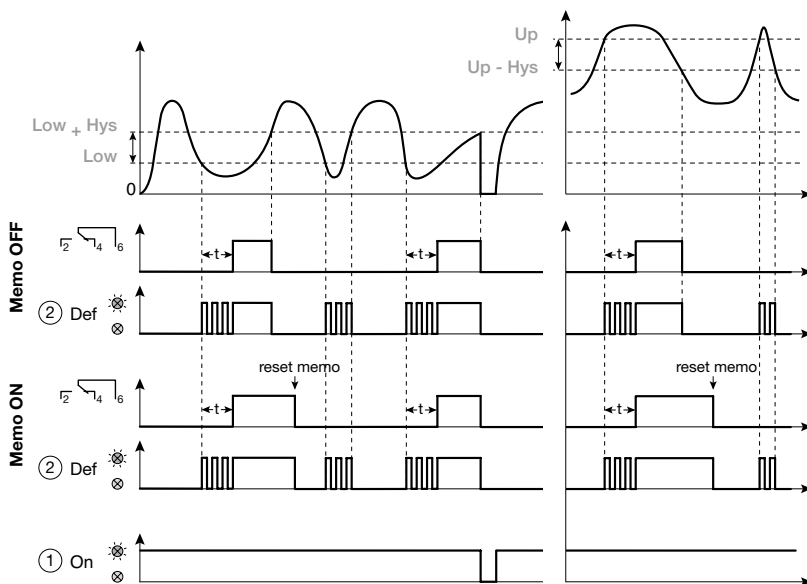 Up
Up - Hys
Low + Hys
Low
0
Memo OFF
2 4 6
t
t
t
2 Def
reset memo
reset memo
Memo ON
2 4 6
t
t
t
2 Def
1 On